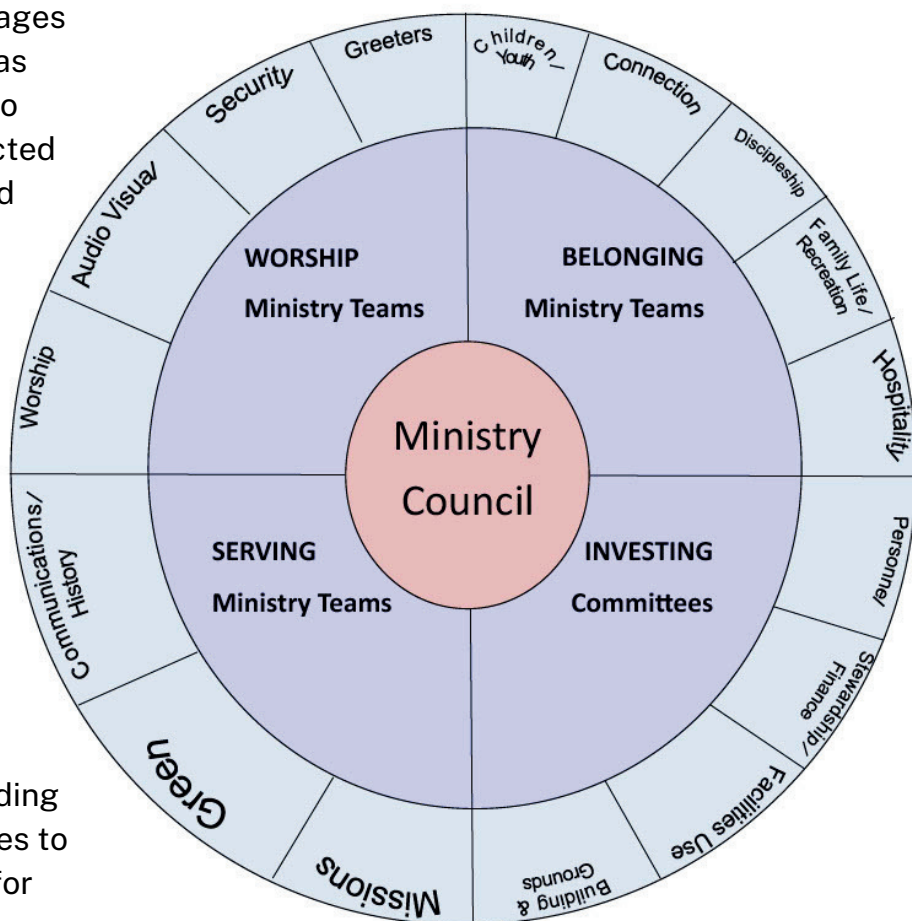 ages
as
o
cted
d
Greeters
Children/
Youth
Connection
Security
Discipleship
Audio Visual
Family Life/
Recreation
WORSHIP
Ministry Teams
BELONGING
Ministry Teams
Worship
Hospitality
Ministry
Council
Communications/
History
SERVING
Ministry Teams
INVESTING
Committees
Personnel
Stewardship/
Finance
Green
Facilities Use
Missions
Building &
Grounds
ding
es to
for